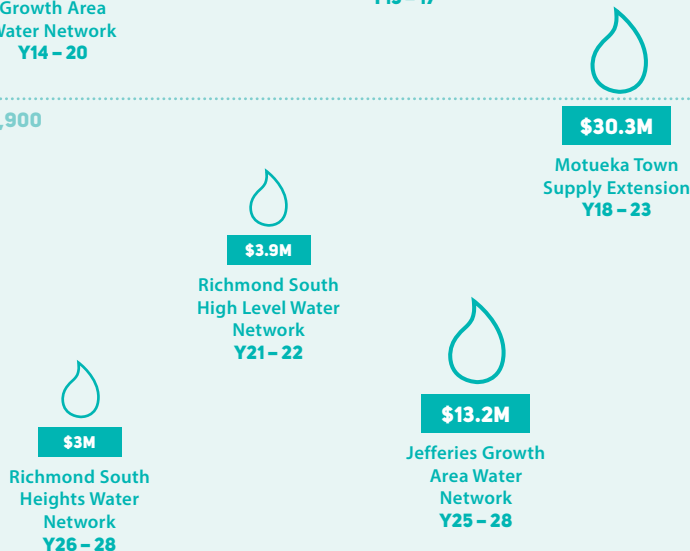 Growth Area
Water Network
Y14 – 20
,900
$30.3M
Motueka Town
Supply Extension
Y18 – 23
$3.9M
Richmond South
High Level Water
Network
Y21 – 22
$13.2M
Jefferies Growth
Area Water
Network
Y25 – 28
$3M
Richmond South
Heights Water
Network
Y26 – 28